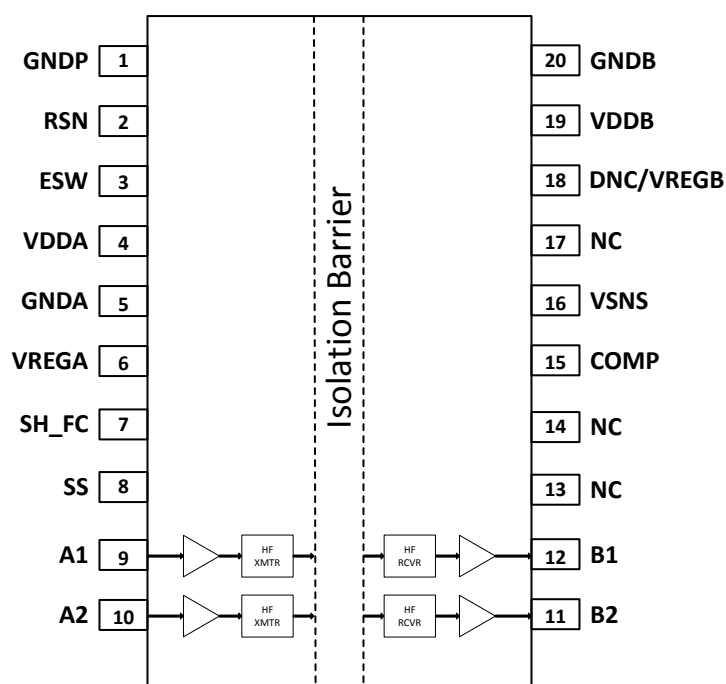 GNDP 1
RSN 2
ESW 3
VDDA 4
GNDA 5
VREGA 6
SH_FC 7
SS 8
A1 9
A2 10
HF
XMTR
HF
XMTR
Isolation Barrier
HF
RCVR
HF
RCVR
20 GNDB
19 VDDB
18 DNC/VREGB
17 NC
16 VSNS
15 COMP
14 NC
13 NC
12 B1
11 B2